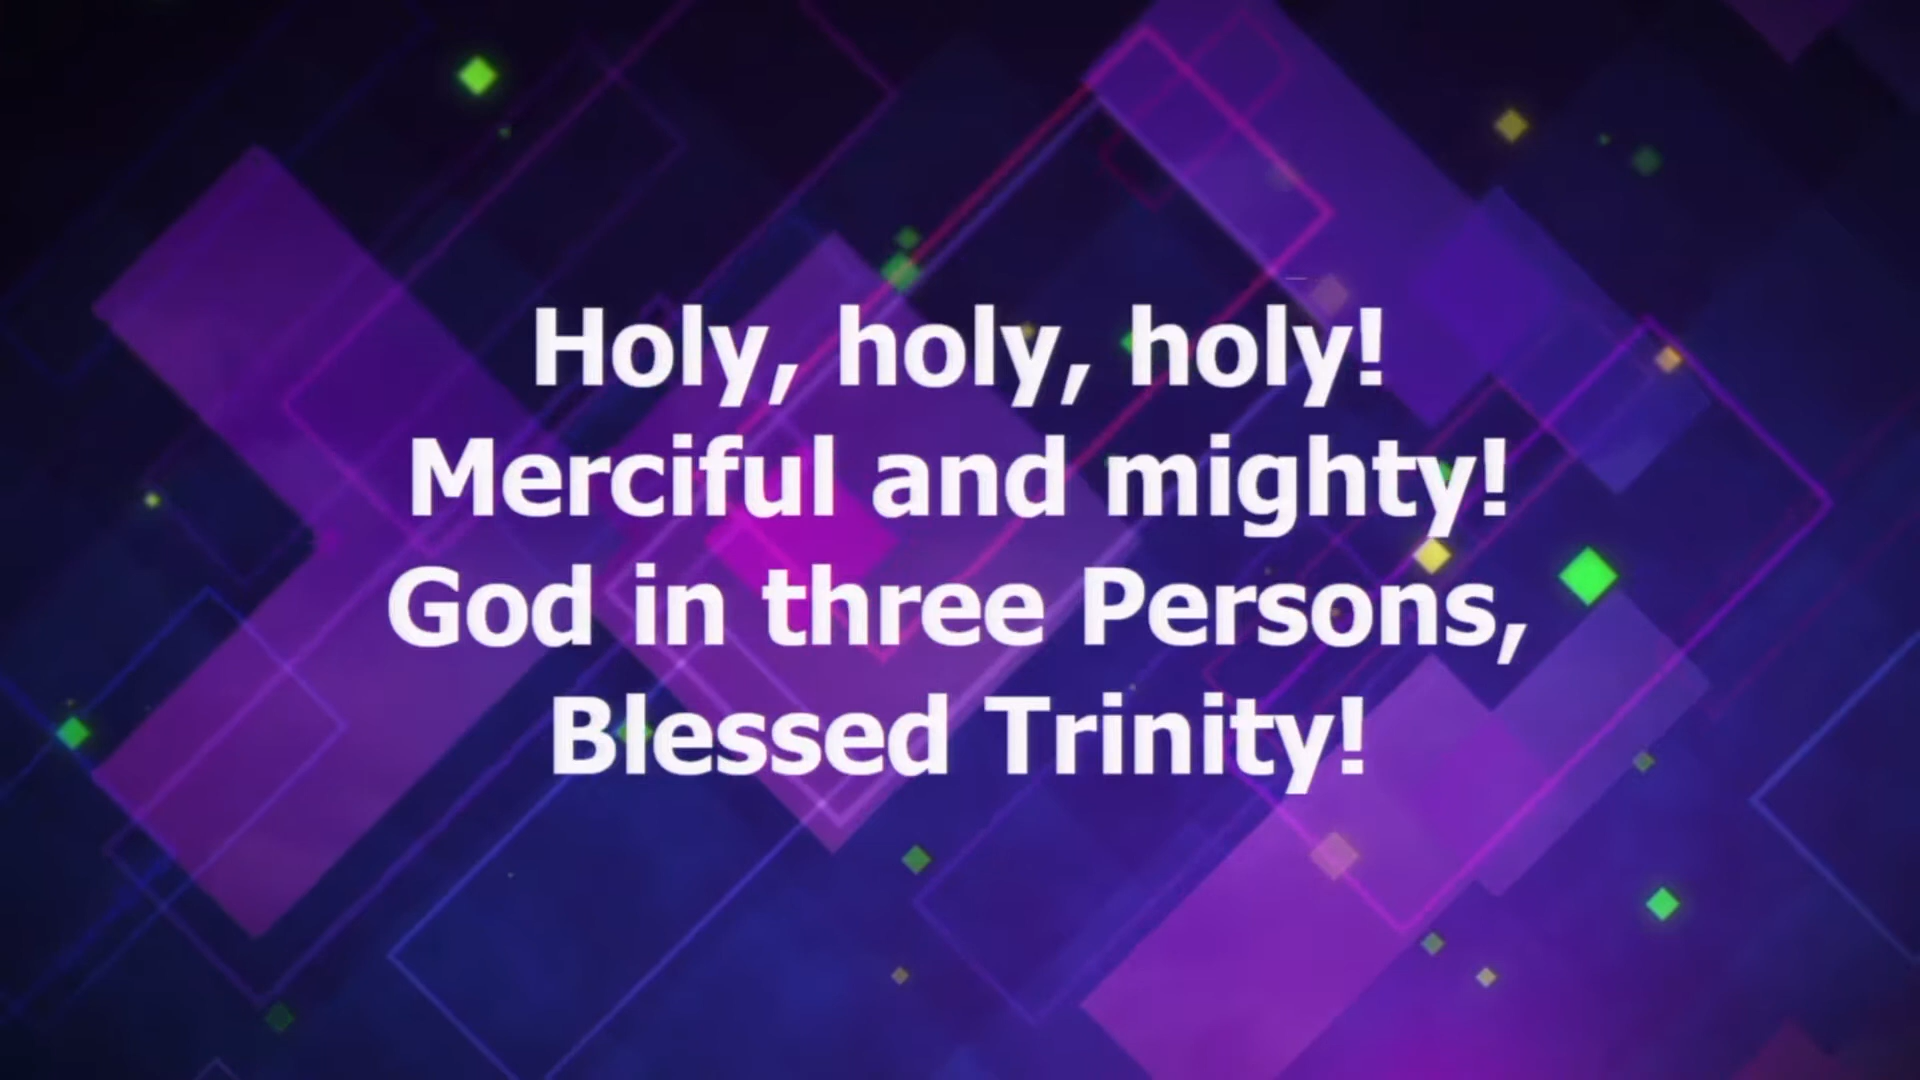 Holy, holy, holy!
Merciful and mighty!
God in three Persons,
Blessed Trinity!